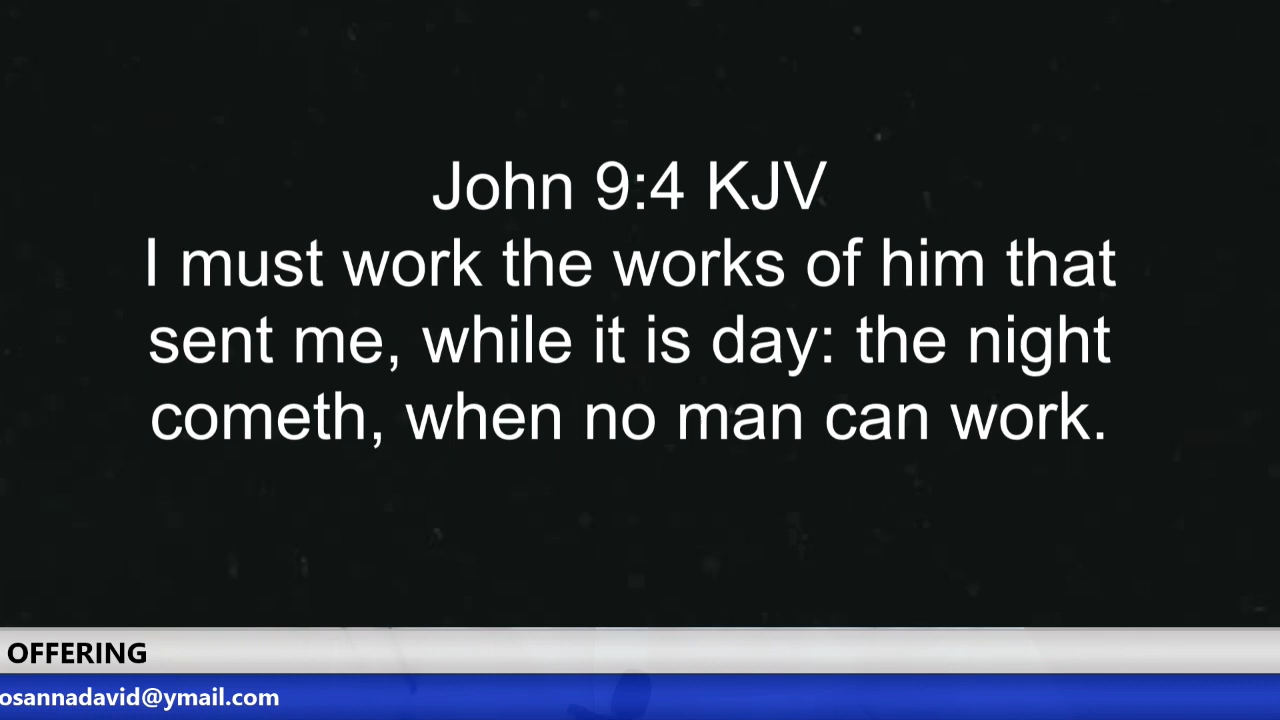 John 9:4 KJV
I must work the works of him that
sent me, while it is day: the night
cometh, when no man can work.
OFFERING
osannadavid@ymail.com